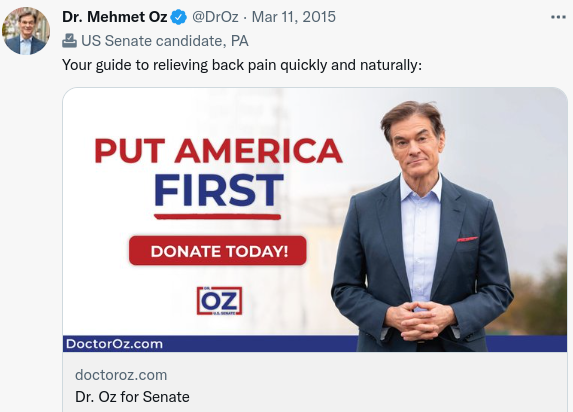 Dr. Mehmet Oz @DrOz · Mar 11, 2015
US Senate candidate, PA
Your guide to relieving back pain quickly and naturally:
PUT AMERICA
FIRST
DONATE TODAY!
DR.
OZ
U.S. SENATE
DoctorOz.com
doctoroz.com
Dr. Oz for Senate